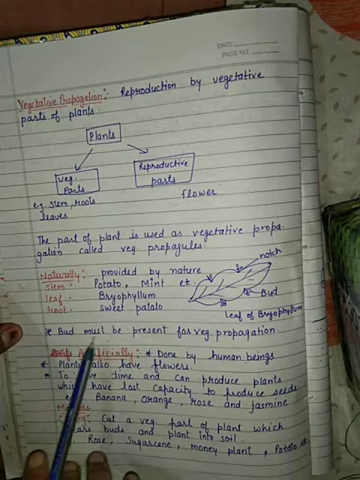 DATE:
PAGE NO.:
Vegetative Propagation:- Reproduction by vegetative
parts of plants.
Plants
Veg.
Parts
Reproductive
parts
e.g. stem, roots
leaves
flower
The part of plant is used as vegetative propa-
gation called veg. propagules.
notch
Naturally:- provided by nature
stem:- Potato, Mint etc.
Bud
leaf. Bryophyllum
leaf of Bryophyllum
root. sweet patalo
* Bud must be present for veg. propagation
Artificially:- * Done by human beings
* Plants also have flowers.
* To save time and can produce plants
which have lost capacity to produce seeds.
e.g. Banana, Orange, rose and jasmine
Cut a veg part of plant which
bears buds and plant into soil.
Rose, Sugarcane, money plant, Potato etc